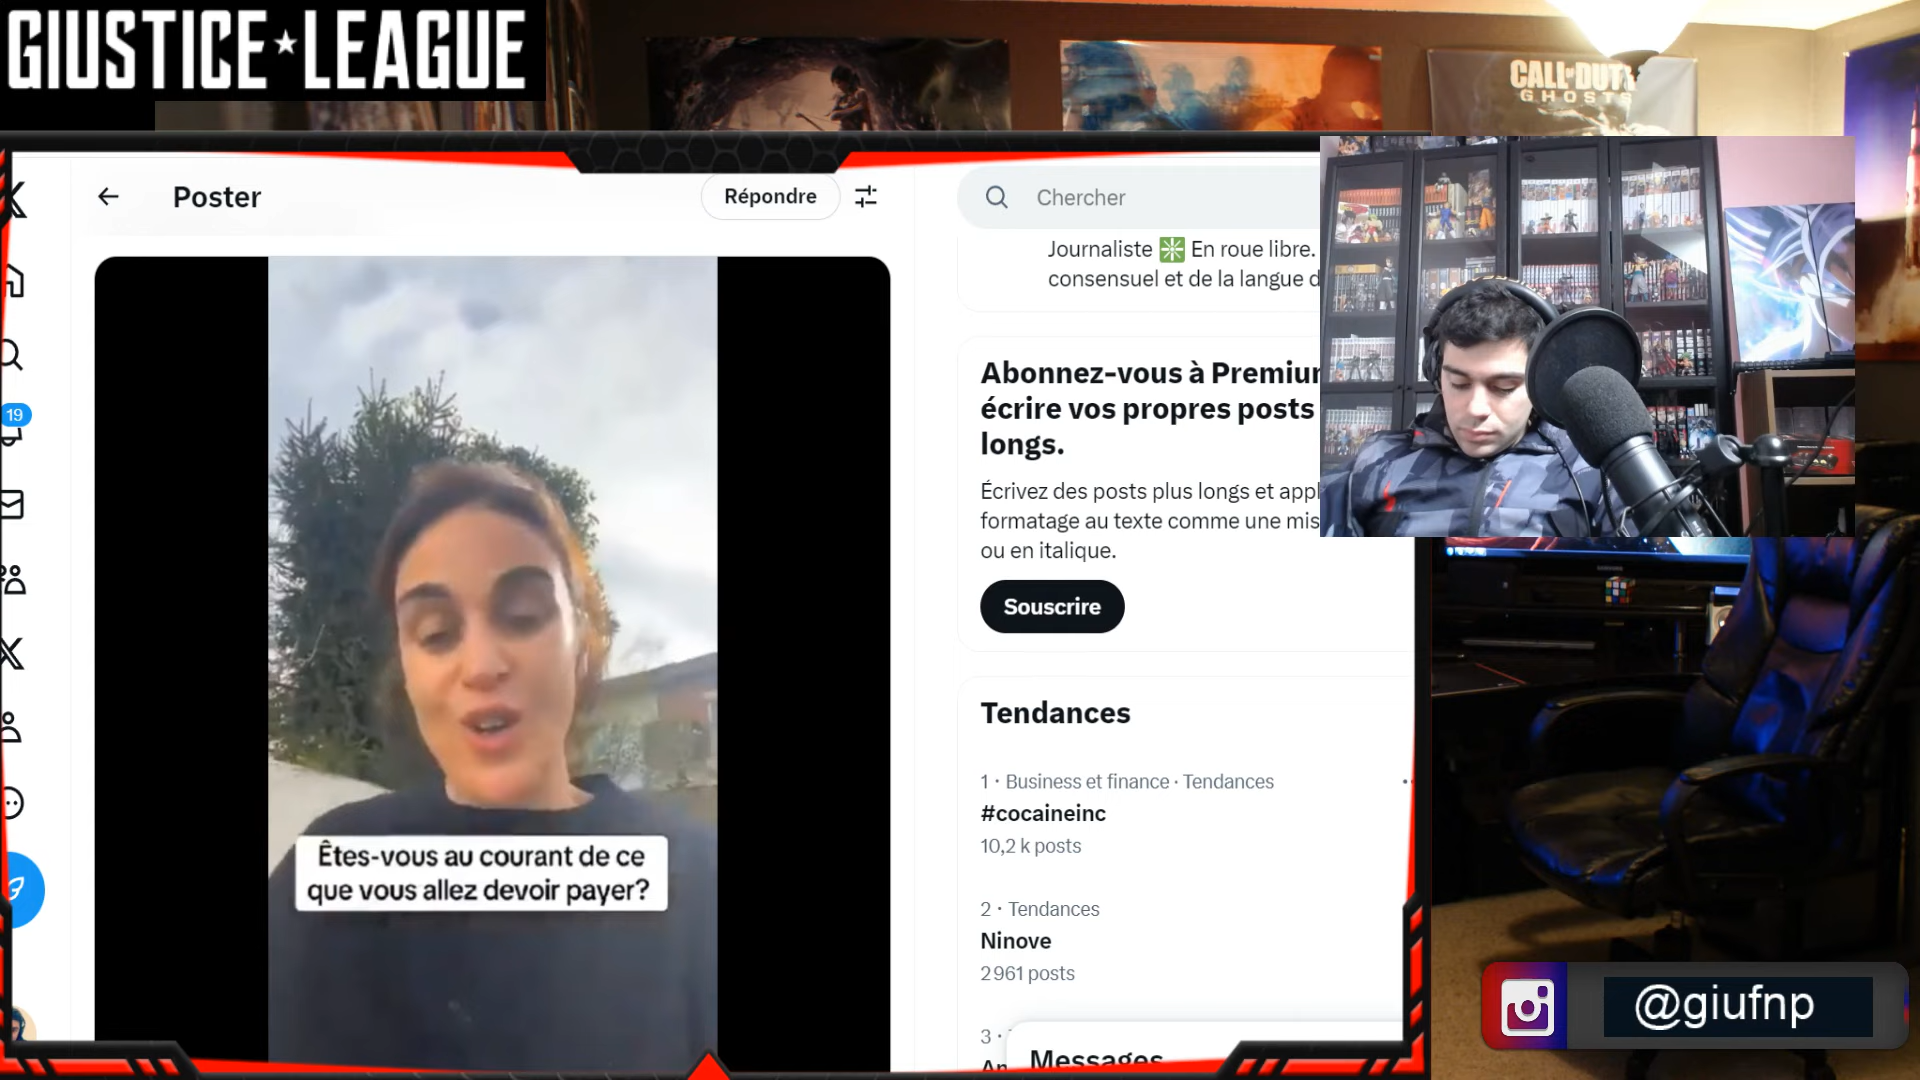 GIUSTICE★LEAGUE
CALL OF DUTY
GHOSTS
Poster
Répondre
Chercher
Journaliste ✳️ En roue libre.
consensuel et de la langue d
19
Abonnez-vous à Premium
écrire vos propres posts
longs.
Écrivez des posts plus longs et appl
formatage au texte comme une mis
ou en italique.
Souscrire
Tendances
1 · Business et finance · Tendances
#cocaineinc
10,2 k posts
2 · Tendances
Ninove
2 961 posts
3 ·
Messages
Êtes-vous au courant de ce
que vous allez devoir payer?
@giufnp